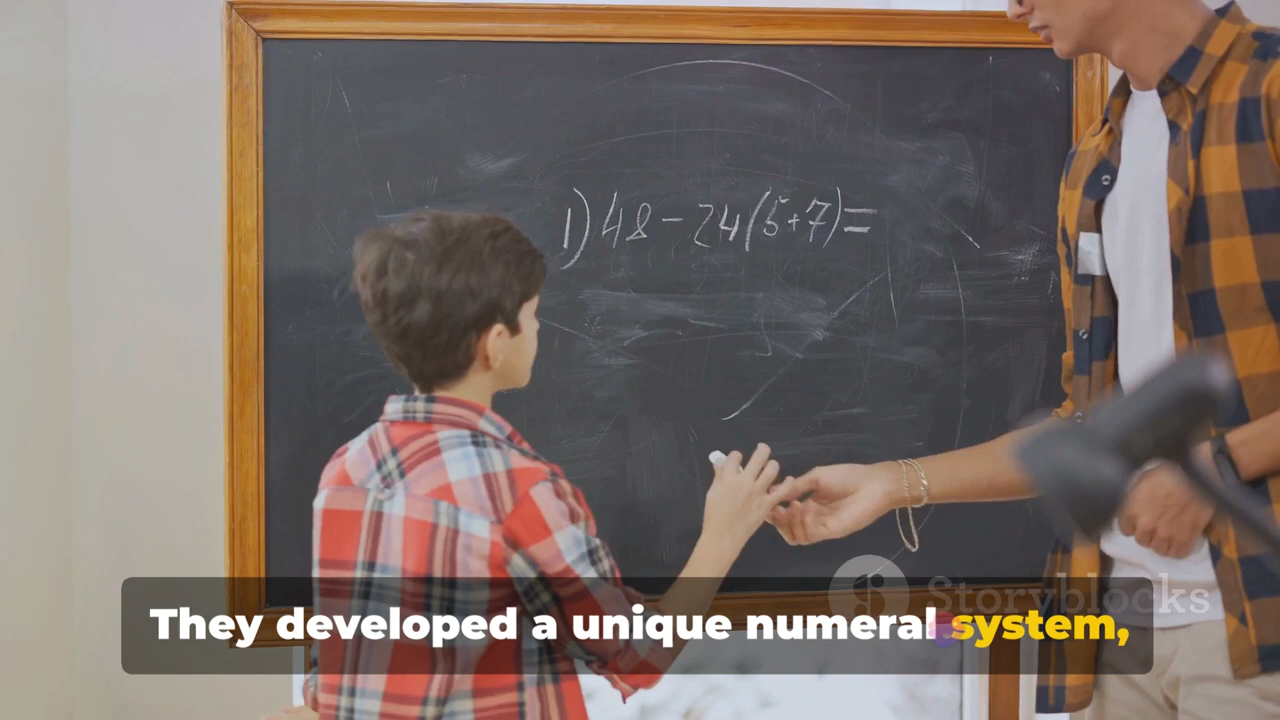 1) 48 - 24(5+7)=
Storyblocks
They developed a unique numeral system,